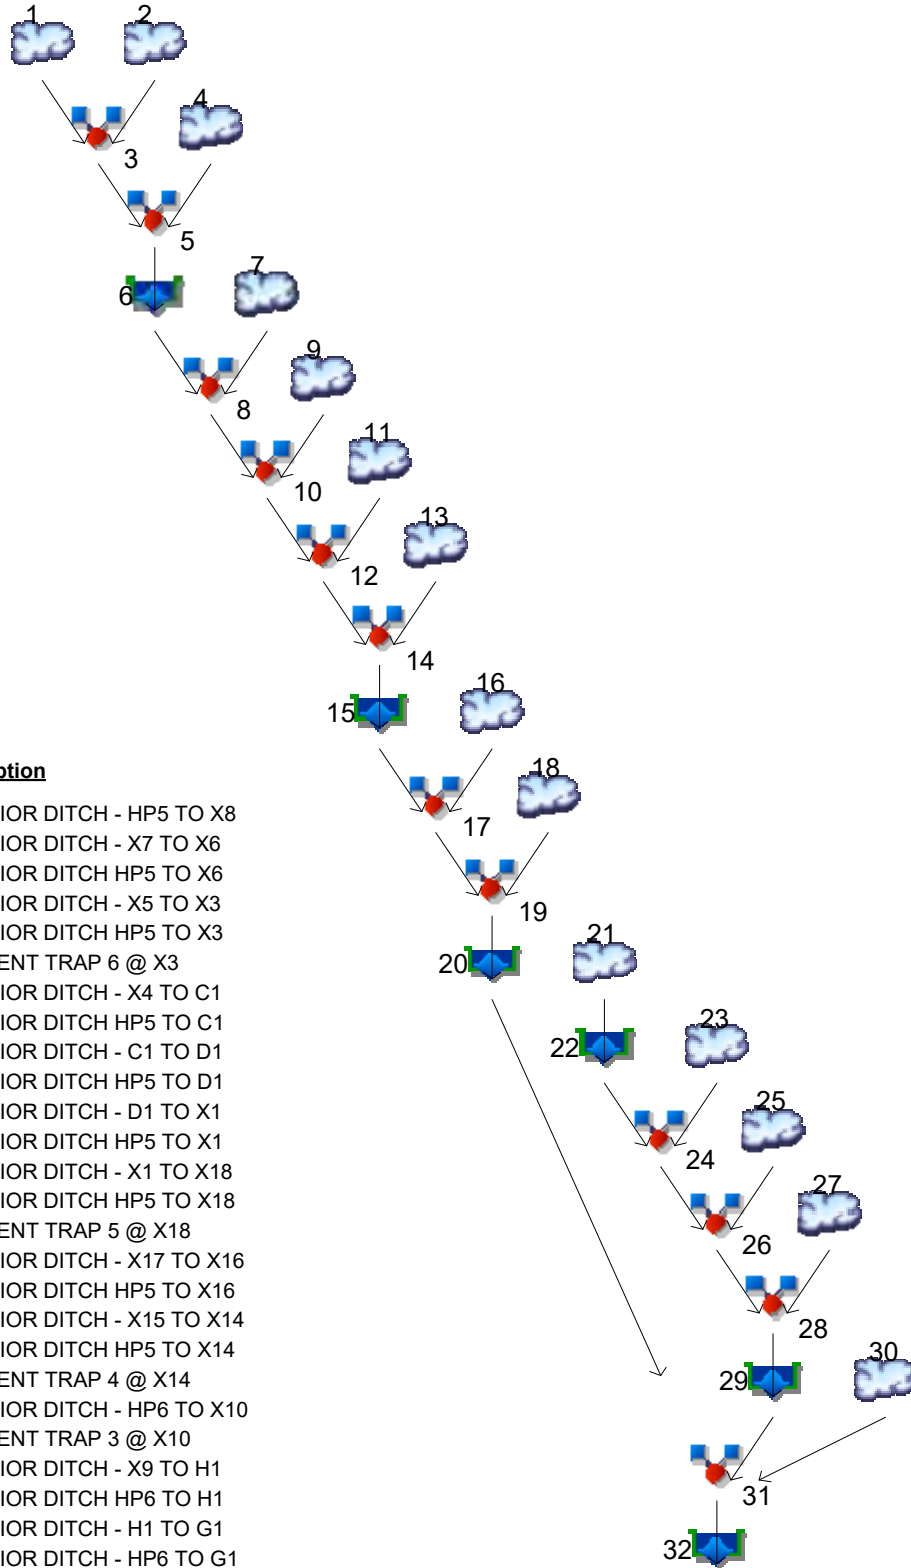 1
2
4
3
5
7
6
9
8
11
10
13
12
14
16
15
18
17
19
21
20
23
22
25
24
27
26
28
30
29
31
32
ption
IOR DITCH - HP5 TO X8
IOR DITCH - X7 TO X6
IOR DITCH HP5 TO X6
IOR DITCH - X5 TO X3
IOR DITCH HP5 TO X3
ENT TRAP 6 @ X3
IOR DITCH - X4 TO C1
IOR DITCH HP5 TO C1
IOR DITCH - C1 TO D1
IOR DITCH HP5 TO D1
IOR DITCH - D1 TO X1
IOR DITCH HP5 TO X1
IOR DITCH - X1 TO X18
IOR DITCH HP5 TO X18
ENT TRAP 5 @ X18
IOR DITCH - X17 TO X16
IOR DITCH HP5 TO X16
IOR DITCH - X15 TO X14
IOR DITCH HP5 TO X14
ENT TRAP 4 @ X14
IOR DITCH - HP6 TO X10
ENT TRAP 3 @ X10
IOR DITCH - X9 TO H1
IOR DITCH HP6 TO H1
IOR DITCH - H1 TO G1
IOR DITCH - HP6 TO G1